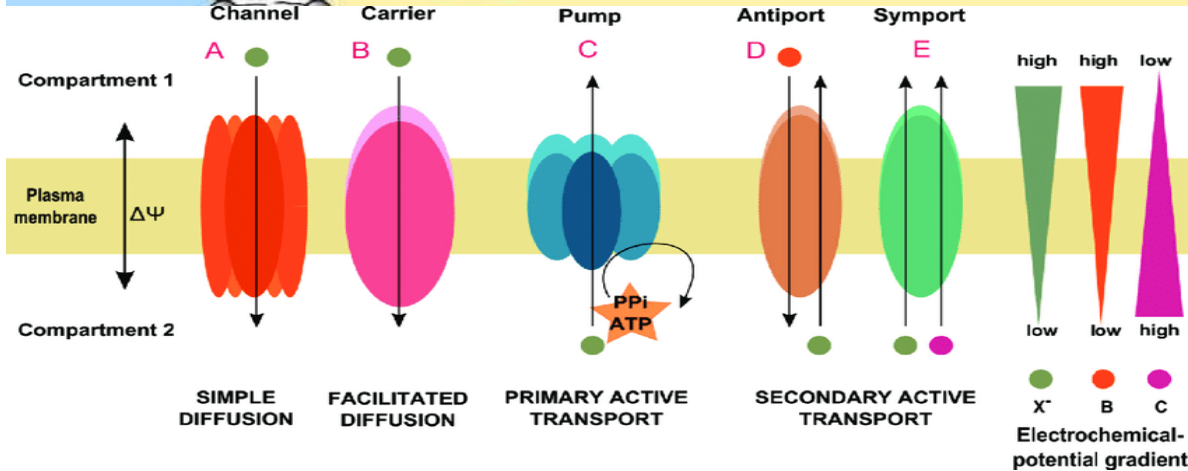 Channel Carrier Pump Antiport Symport
A B C D E
high high low
Compartment 1
Plasma
membrane
ΔΨ
PPi
ATP
Compartment 2
low low high
SIMPLE
DIFFUSION
FACILITATED
DIFFUSION
PRIMARY ACTIVE
TRANSPORT
SECONDARY ACTIVE
TRANSPORT
X⁻ B C
Electrochemical-
potential gradient